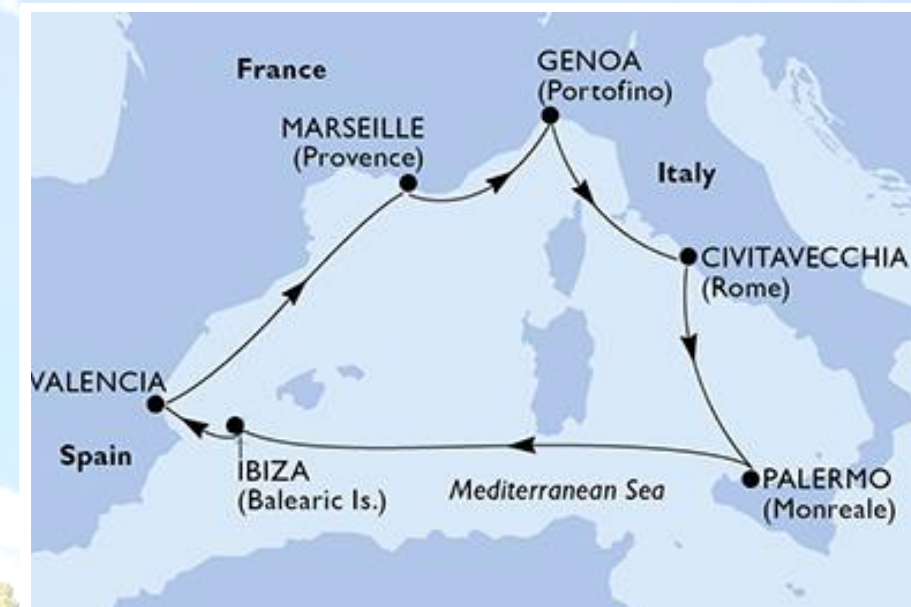 France
GENOA
(Portofino)
MARSEILLE
(Provence)
Italy
CIVITAVECCHIA
(Rome)
VALENCIA
Spain
IBIZA
(Balearic Is.)
Mediterranean Sea
PALERMO
(Monreale)